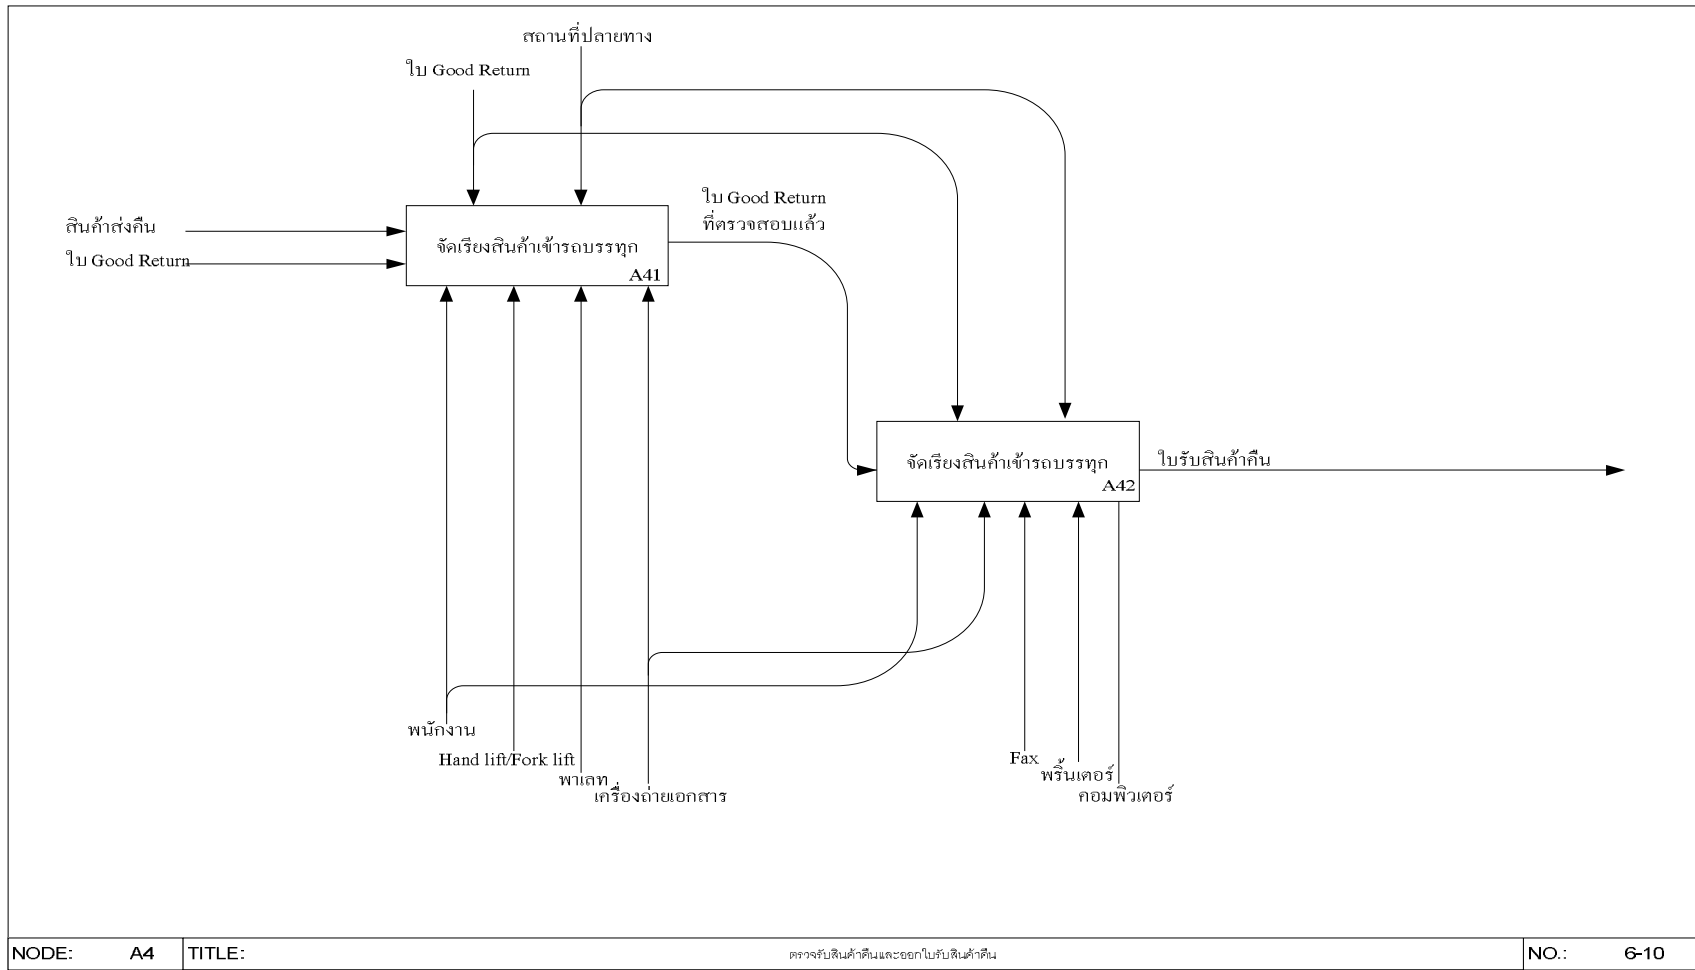 สถานที่ปลายทาง
ใบ Good Return
ใบ Good Return
ที่ตรวจสอบแล้ว
สินค้าส่งคืน
จัดเรียงสินค้าเข้ารถบรรทุก
ใบ Good Return
A41
จัดเรียงสินค้าเข้ารถบรรทุก
ใบรับสินค้าคืน
A42
พนักงาน
Hand lift/Fork lift
Fax
พาเลท
พริ้นเตอร์
เครื่องถ่ายเอกสาร
คอมพิวเตอร์
NODE: A4 TITLE: ตรวจรับสินค้าคืนและออกใบรับสินค้าคืน NO.: 6-10